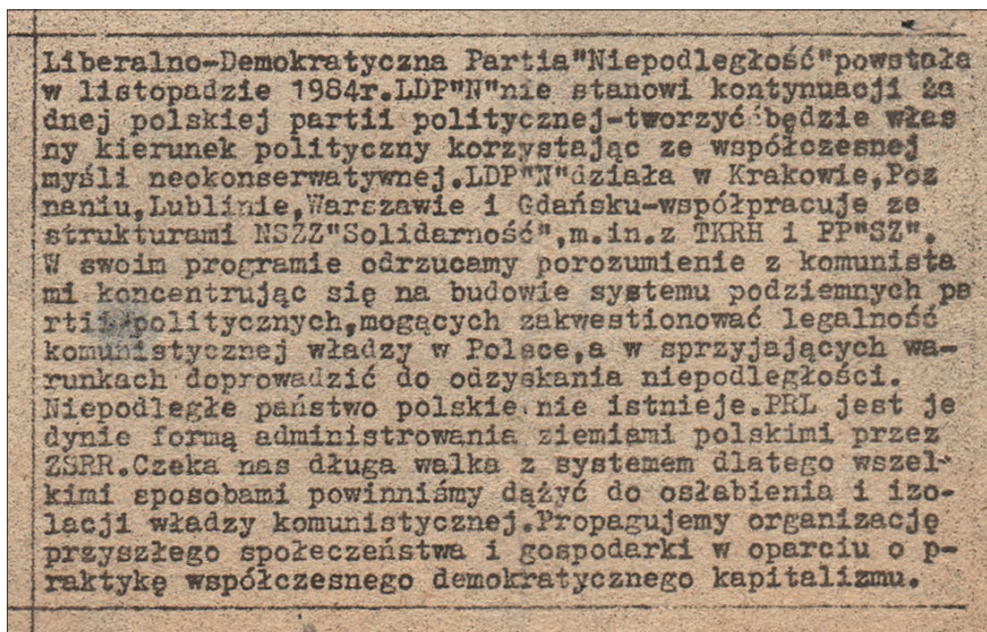 Liberalno-Demokratyczna Partia"Niepodległość"powstała
w listopadzie 1984r.LDP"N"nie stanowi kontynuacji ża
dnej polskiej partii politycznej-tworzyć będzie włas
ny kierunek polityczny korzystając ze współczesnej
myśli neokonserwatywnej.LDP"N"działa w Krakowie,Poz
naniu,Lublinie,Warszawie i Gdańsku-współpracuje ze
strukturami NSZZ"Solidarność",m.in.z TKRH i PP"SZ".
W swoim programie odrzucamy porozumienie z komunista
mi koncentrując się na budowie systemu podziemnych pa
rtii politycznych,mogących zakwestionować legalność
komunistycznej władzy w Polsce,a w sprzyjających wa-
runkach doprowadzić do odzyskania niepodległości.
Niepodległe państwo polskie nie istnieje.PRL jest je
dynie formą administrowania ziemiami polskimi przez
ZSRR.Czeka nas długa walka z systemem dlatego wszel-
kimi sposobami powinniśmy dążyć do osłabienia i izo-
lacji władzy komunistycznej.Propagujemy organizację
przyszłego społeczeństwa i gospodarki w oparciu o p-
raktykę współczesnego demokratycznego kapitalizmu.